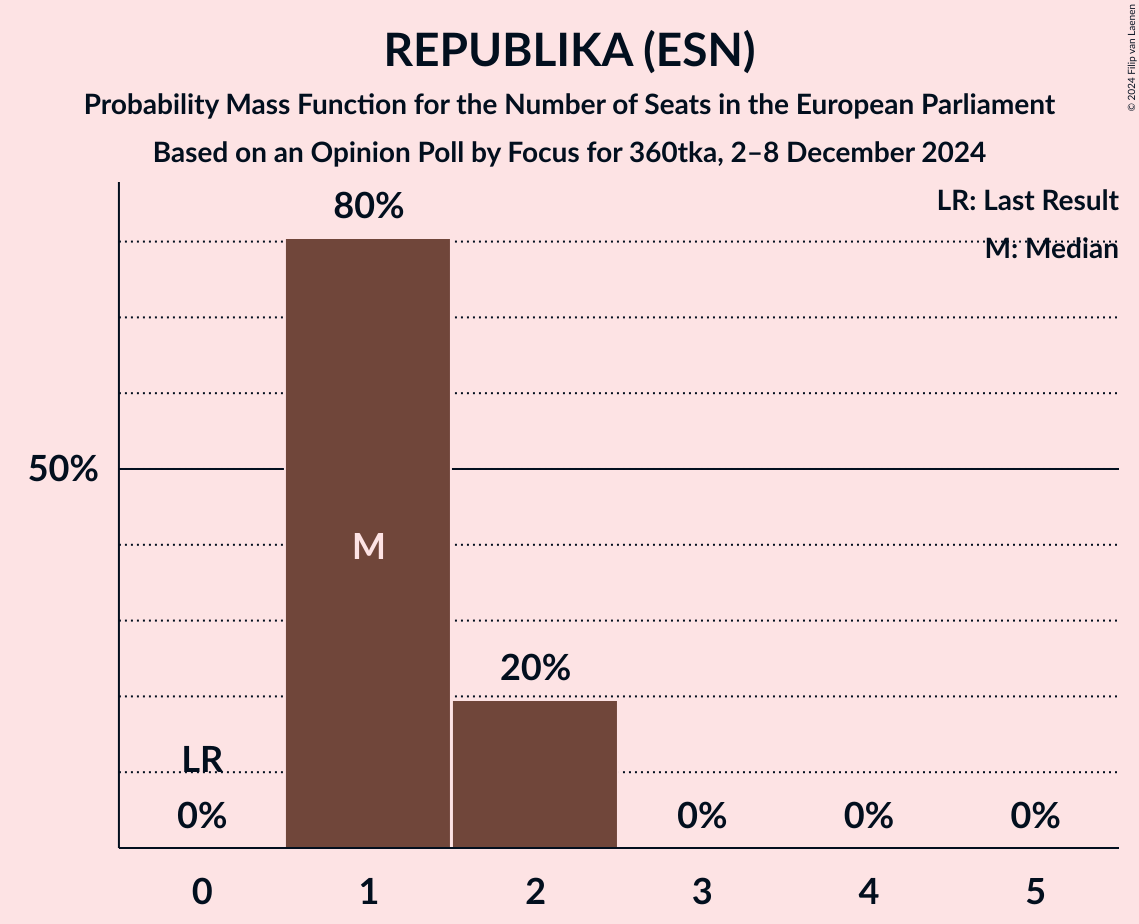 REPUBLIKA (ESN)
Probability Mass Function for the Number of Seats in the European Parliament
Based on an Opinion Poll by Focus for 360tka, 2–8 December 2024
© 2024 Filip van Laenen
LR: Last Result
M: Median
80%
50%
M
20%
LR
0%
0%
0%
0%
0
1
2
3
4
5